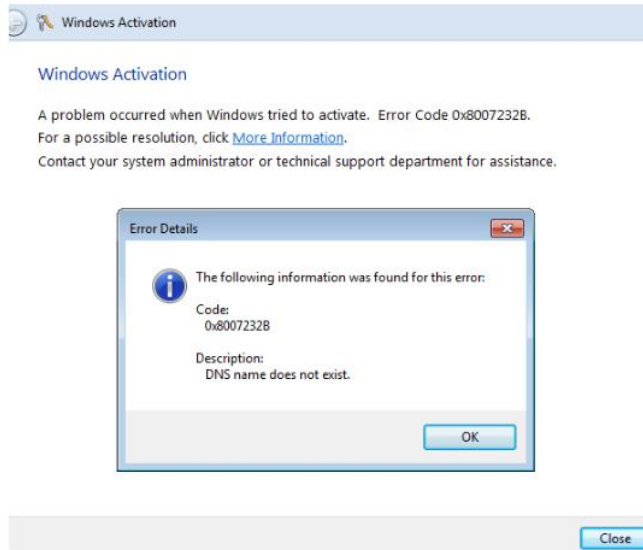 Windows Activation
Windows Activation
A problem occurred when Windows tried to activate. Error Code 0x8007232B.
For a possible resolution, click More Information.
Contact your system administrator or technical support department for assistance.
Error Details
The following information was found for this error:
Code:
0x8007232B
Description:
DNS name does not exist.
OK
Close